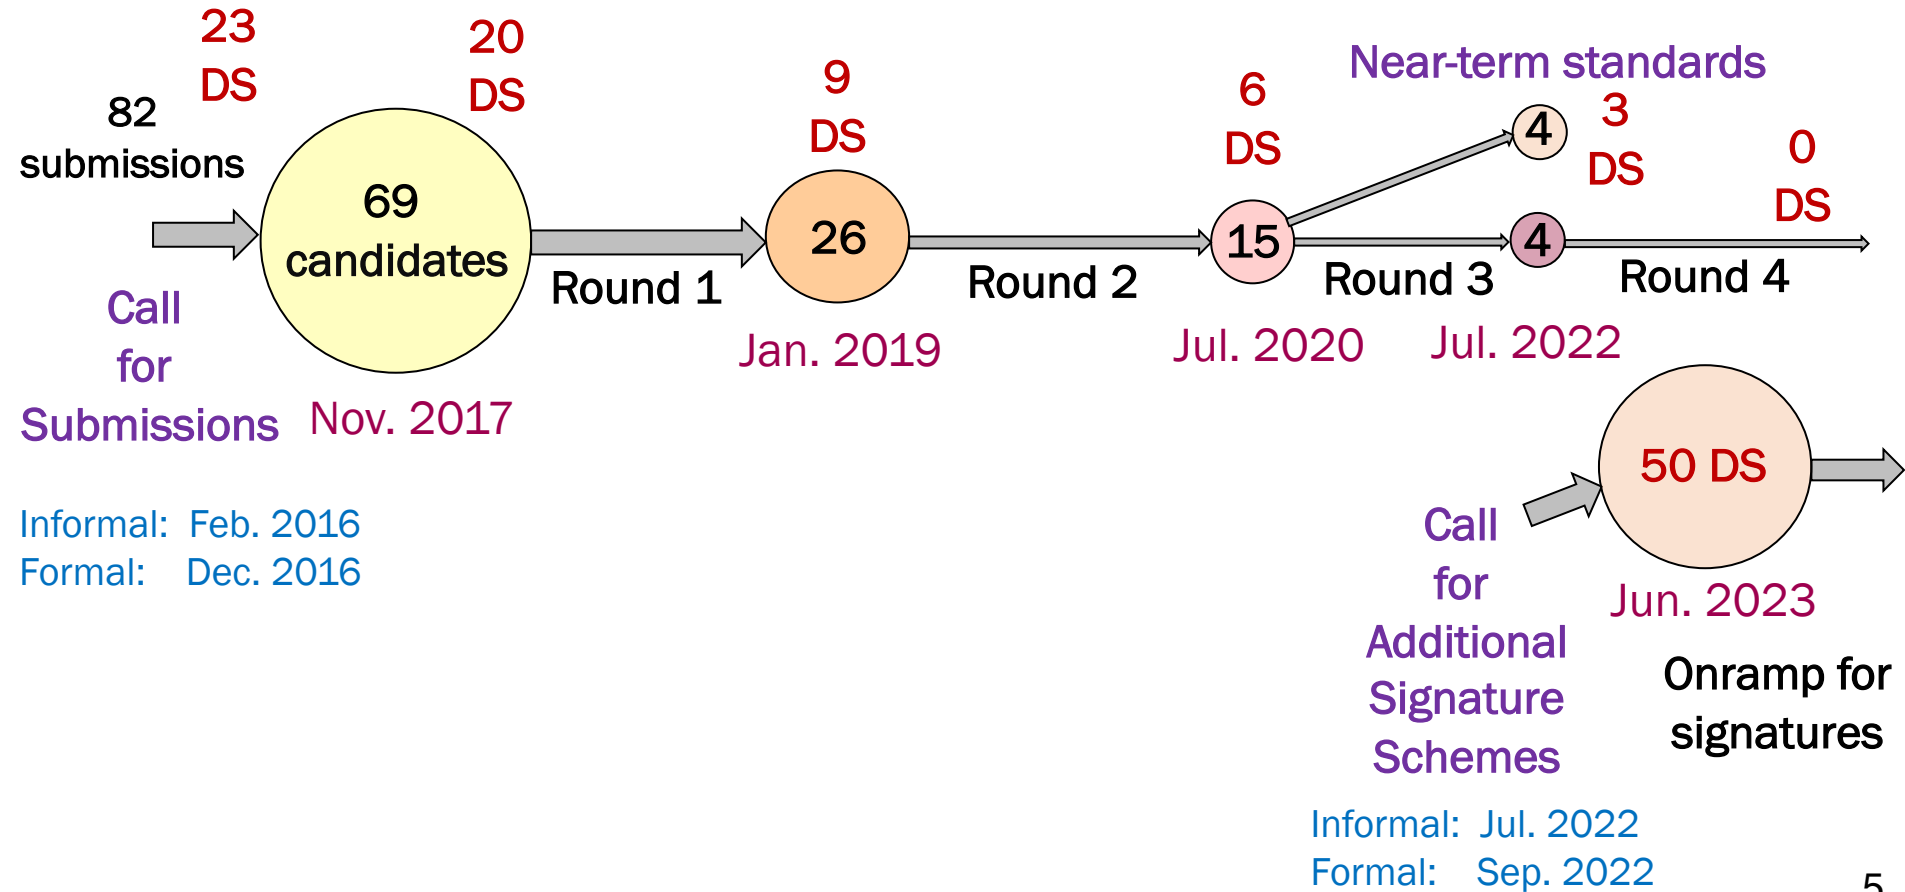 23
DS
20
DS
82
submissions
69
candidates
Call
for
Submissions
Nov. 2017
Informal: Feb. 2016
Formal: Dec. 2016
Round 1
9
DS
26
Jan. 2019
Round 2
6
DS
15
Jul. 2020
Round 3
Near-term standards
4
3
DS
4
Jul. 2022
0
DS
Round 4
50 DS
Jun. 2023
Call
for
Additional
Signature
Schemes
Onramp for
signatures
Informal: Jul. 2022
Formal: Sep. 2022
5